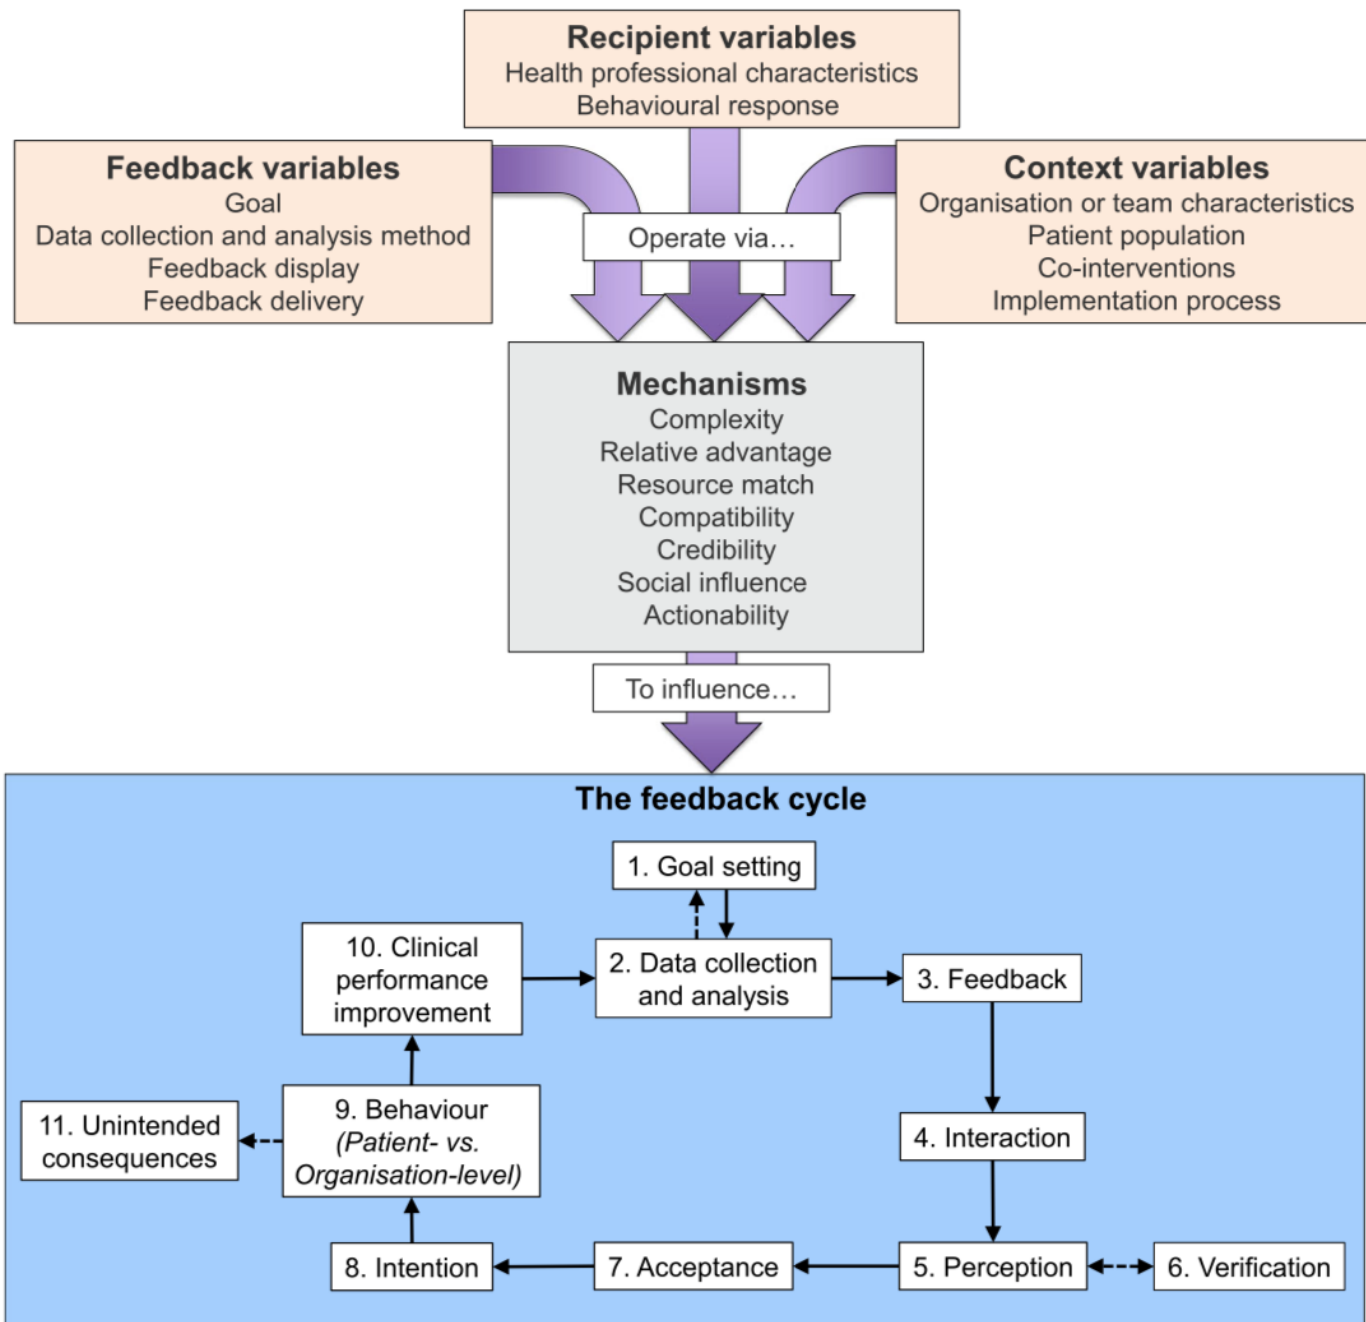 Recipient variables
Health professional characteristics
Behavioural response
Feedback variables
Goal
Data collection and analysis method
Feedback display
Feedback delivery
Context variables
Organisation or team characteristics
Patient population
Co-interventions
Implementation process
Operate via…
Mechanisms
Complexity
Relative advantage
Resource match
Compatibility
Credibility
Social influence
Actionability
To influence…
The feedback cycle
1. Goal setting
2. Data collection
and analysis
3. Feedback
4. Interaction
5. Perception
6. Verification
7. Acceptance
8. Intention
9. Behaviour
(Patient- vs.
Organisation-level)
10. Clinical
performance
improvement
11. Unintended
consequences